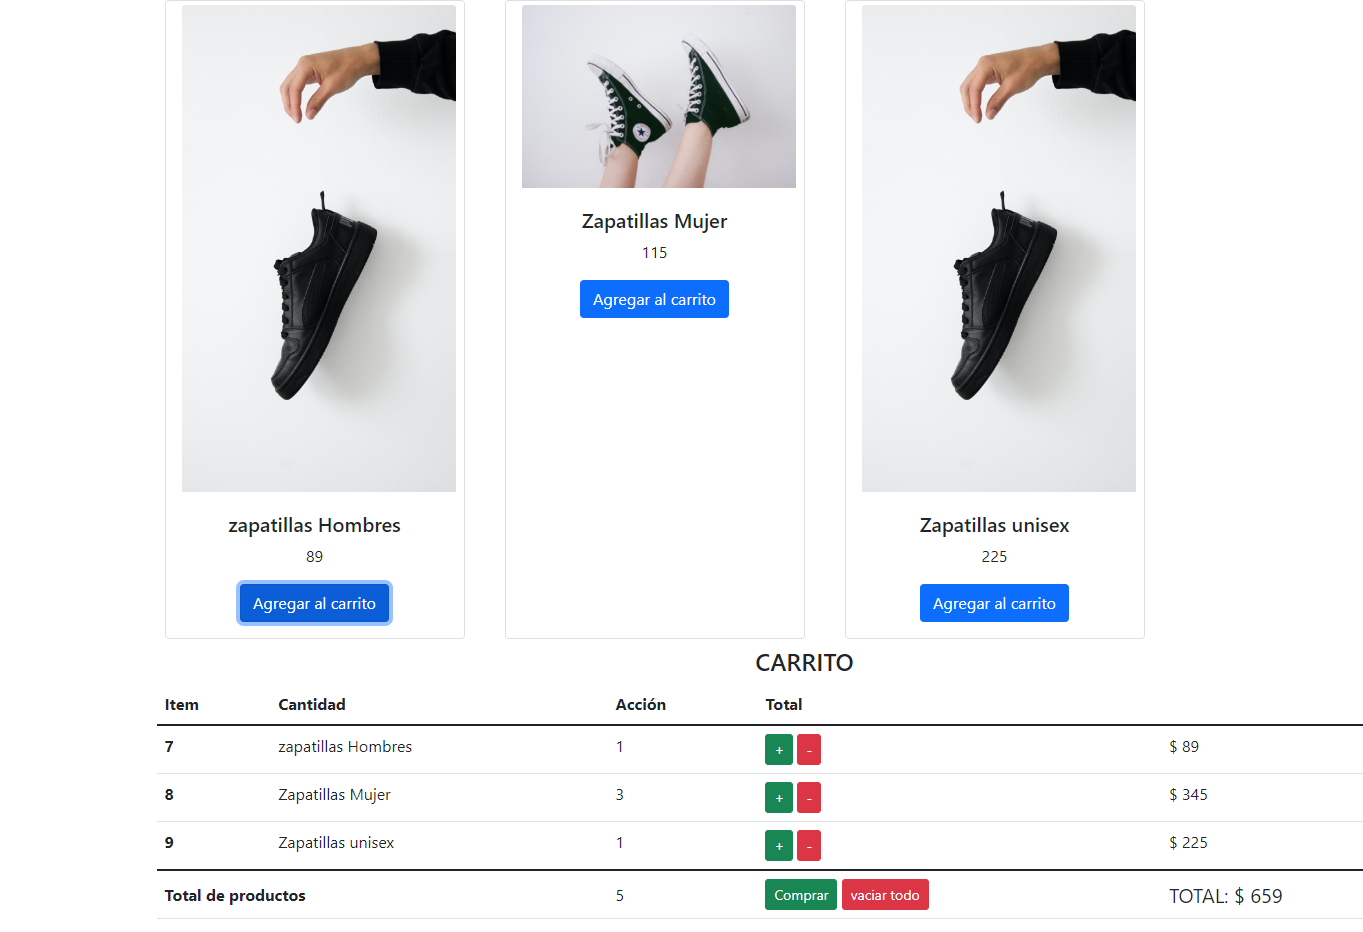 Zapatillas Mujer
115
Agregar al carrito
zapatillas Hombres
89
Agregar al carrito
Zapatillas unisex
225
Agregar al carrito
CARRITO
Item Cantidad Acción Total
7 zapatillas Hombres 1 + - $ 89
8 Zapatillas Mujer 3 + - $ 345
9 Zapatillas unisex 1 + - $ 225
Total de productos 5 Comprar vaciar todo TOTAL: $ 659